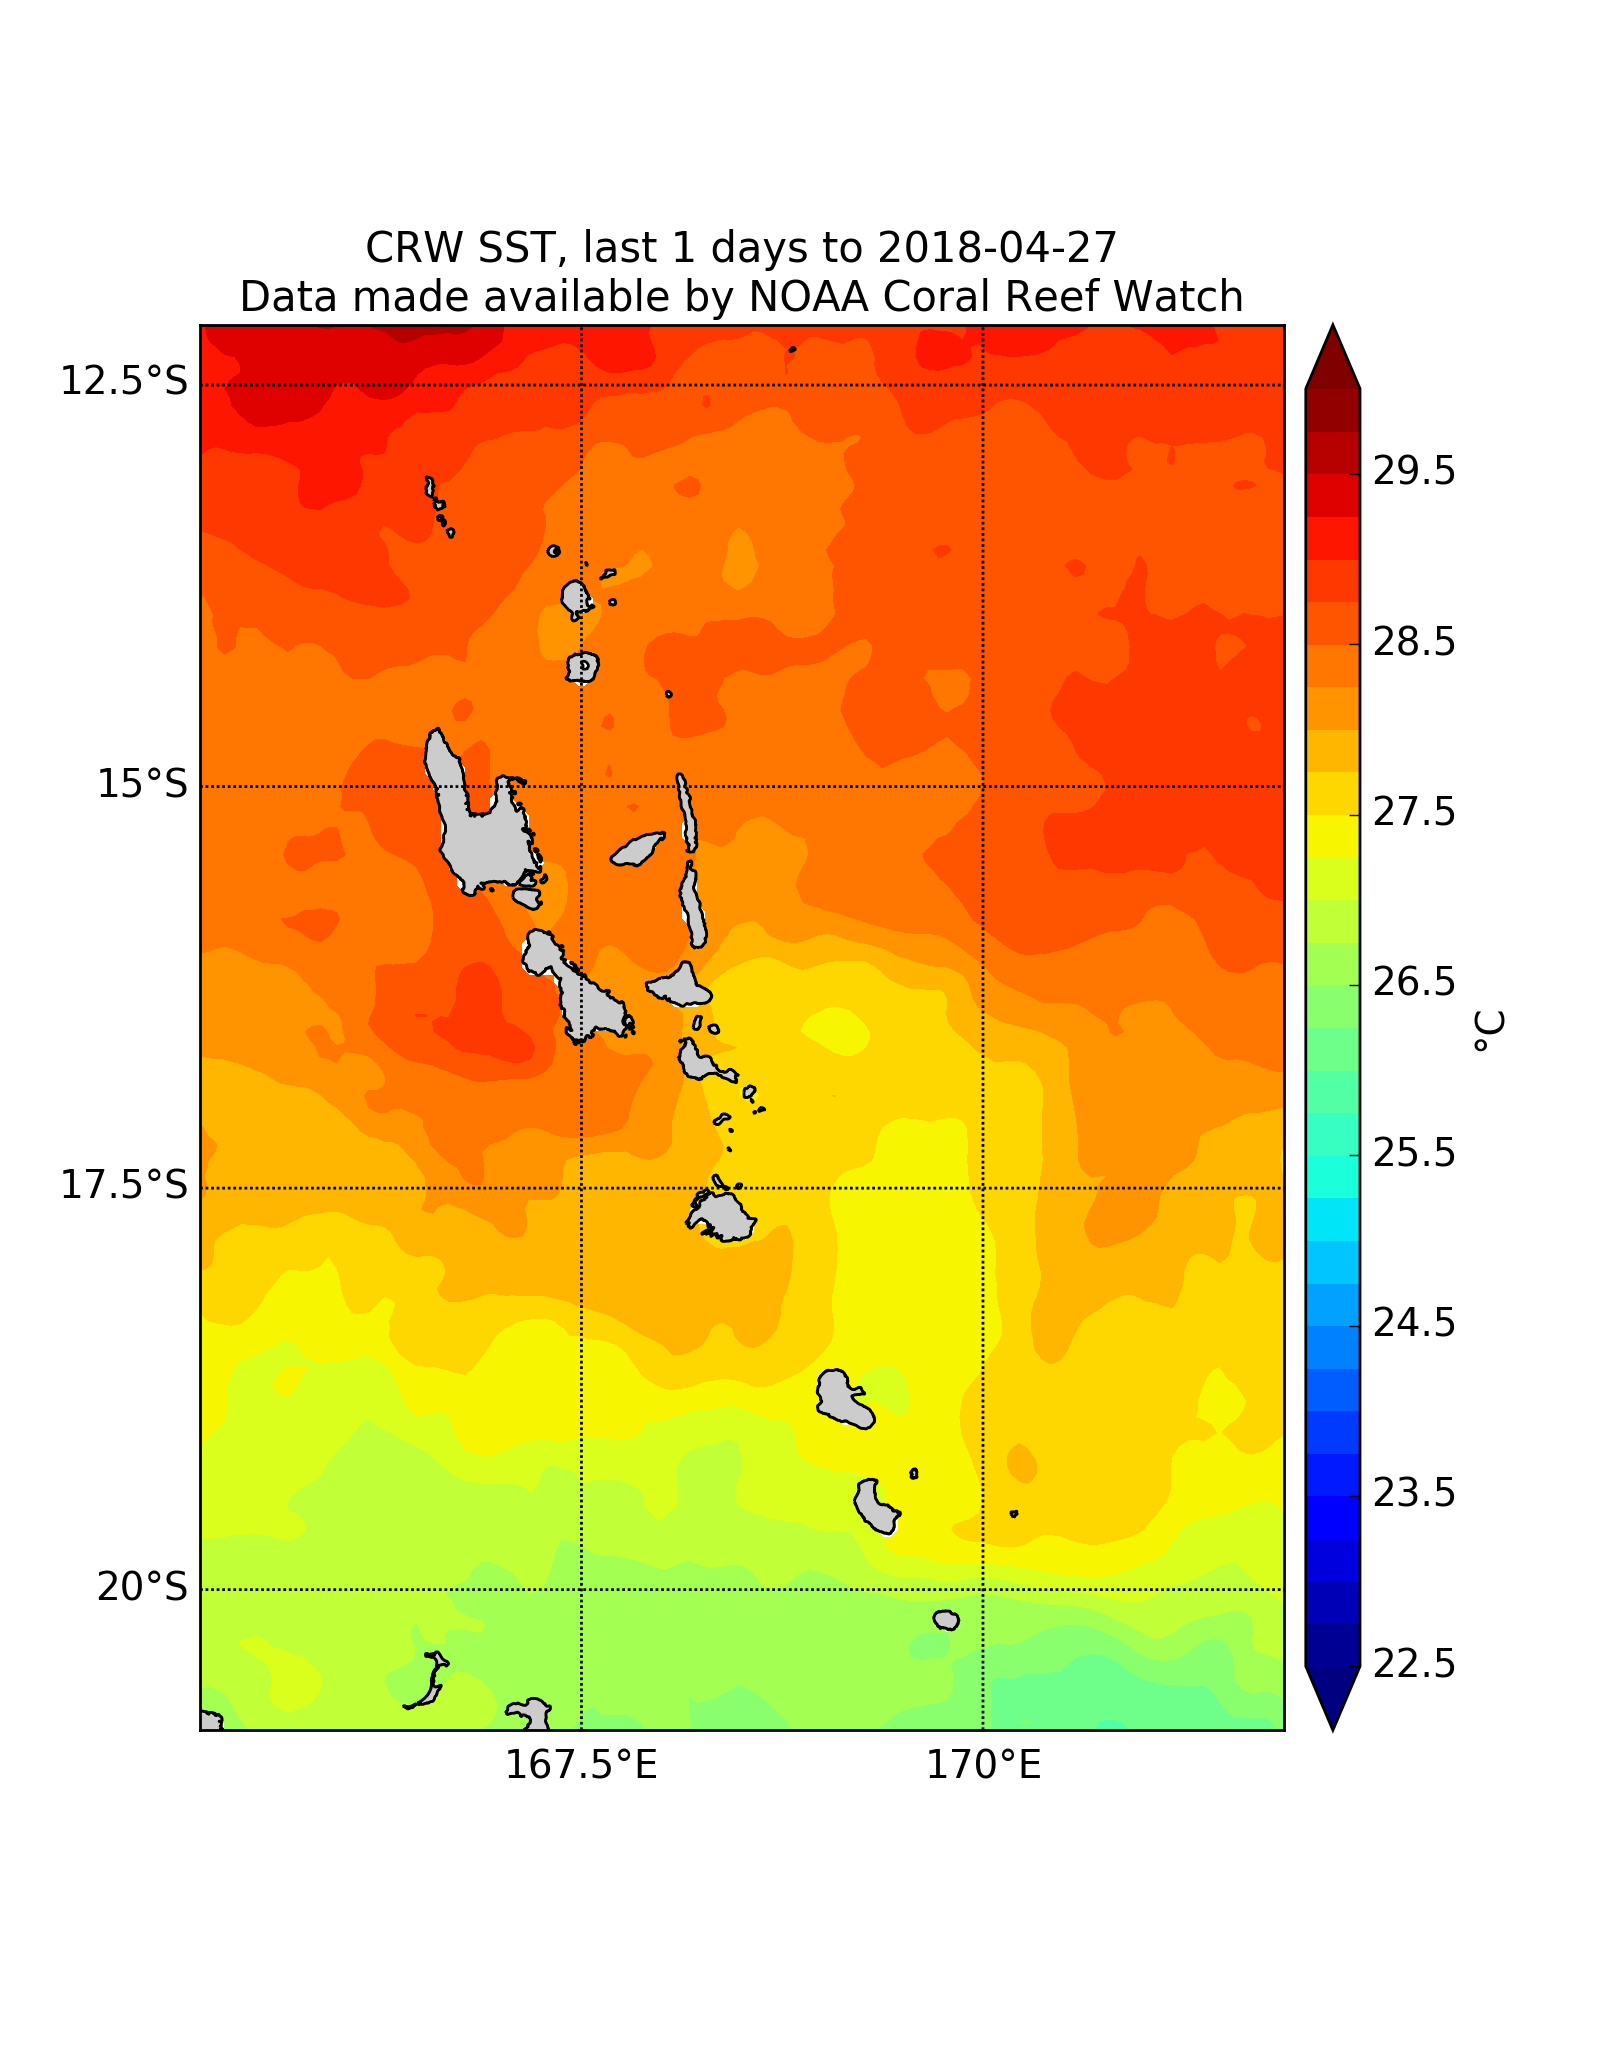 CRW SST, last 1 days to 2018-04-27
Data made available by NOAA Coral Reef Watch
12.5°S
15°S
17.5°S
20°S
167.5°E
170°E
29.5
28.5
27.5
26.5
25.5
24.5
23.5
22.5
°C